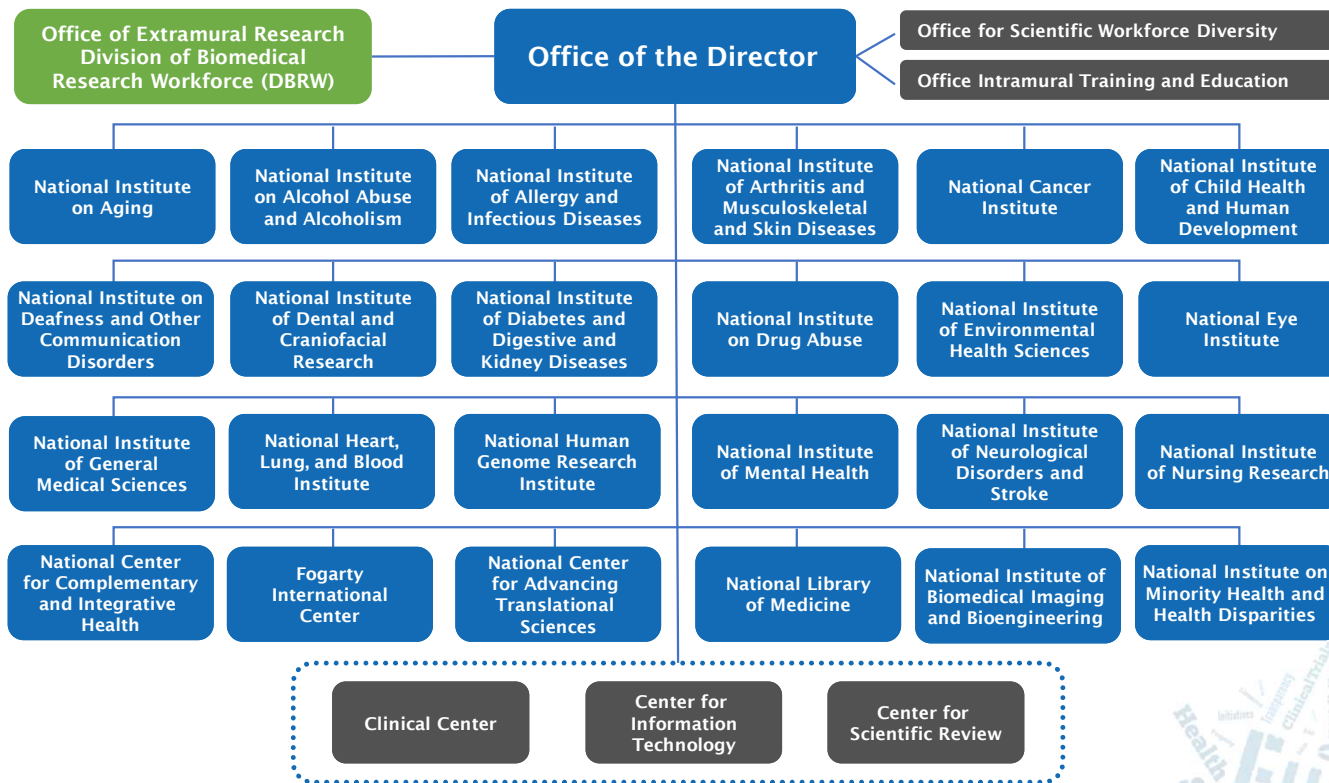 Office of Extramural Research
Division of Biomedical
Research Workforce (DBRW)
Office of the Director
Office for Scientific Workforce Diversity
Office Intramural Training and Education
National Institute
on Aging
National Institute
on Alcohol Abuse
and Alcoholism
National Institute
of Allergy and
Infectious Diseases
National Institute
of Arthritis and
Musculoskeletal
and Skin Diseases
National Cancer
Institute
National Institute
of Child Health
and Human
Development
National Institute on
Deafness and Other
Communication
Disorders
National Institute
of Dental and
Craniofacial
Research
National Institute
of Diabetes and
Digestive and
Kidney Diseases
National Institute
on Drug Abuse
National Institute
of Environmental
Health Sciences
National Eye
Institute
National Institute
of General
Medical Sciences
National Heart,
Lung, and Blood
Institute
National Human
Genome Research
Institute
National Institute
of Mental Health
National Institute
of Neurological
Disorders and
Stroke
National Institute
of Nursing Research
National Center
for Complementary
and Integrative
Health
Fogarty
International
Center
National Center
for Advancing
Translational
Sciences
National Library
of Medicine
National Institute of
Biomedical Imaging
and Bioengineering
National Institute on
Minority Health and
Health Disparities
Clinical Center
Center for
Information
Technology
Center for
Scientific Review
Health
Initiatives
Transparency
ClinicalTrials